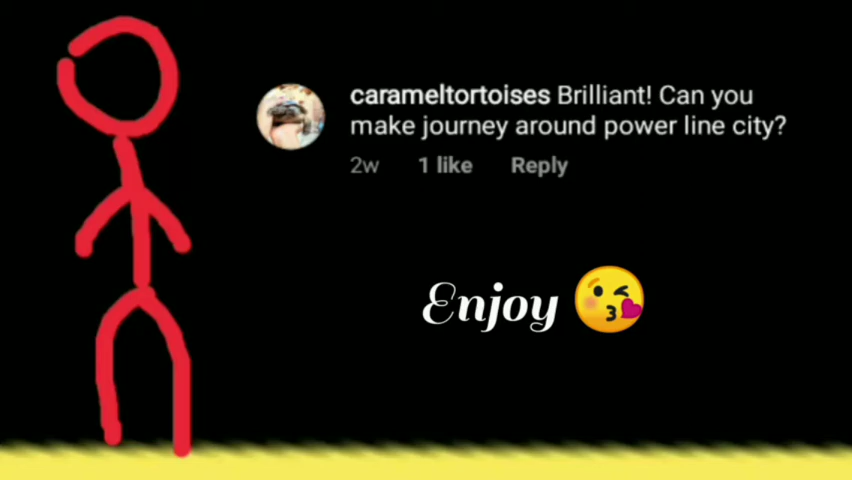 carameltortoises Brilliant! Can you
make journey around power line city?
2w 1 like Reply
Enjoy 😘